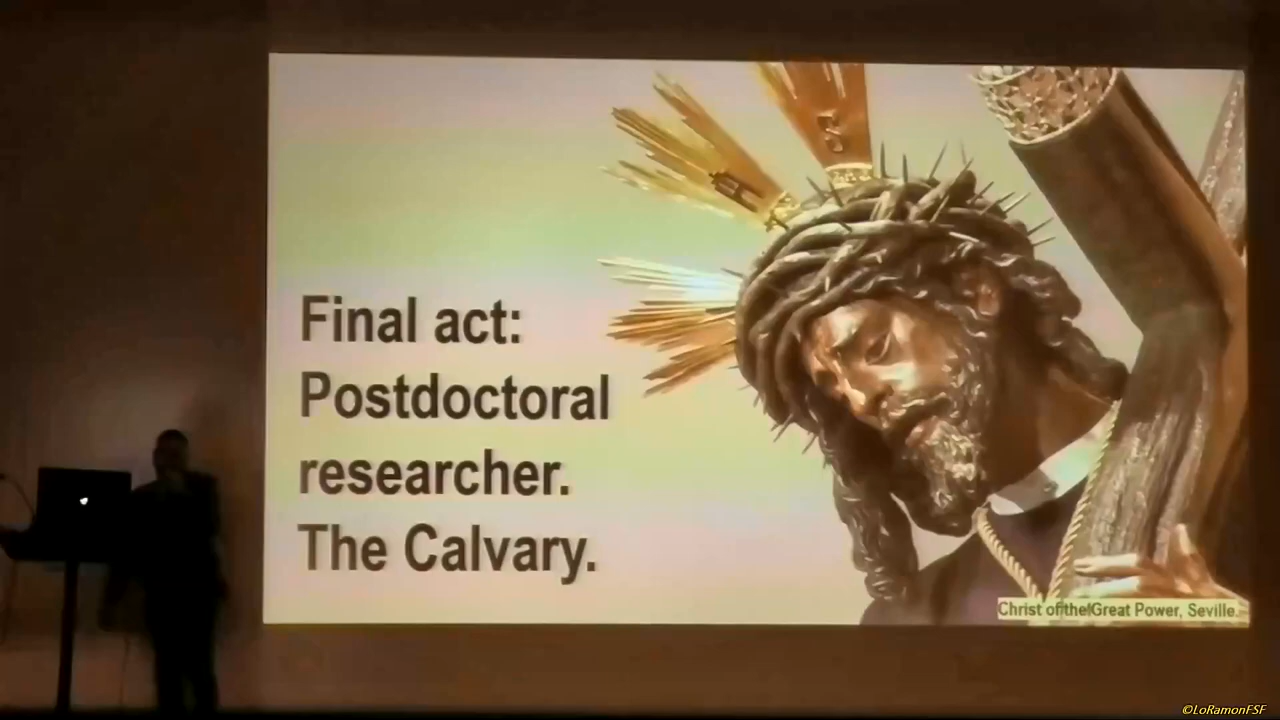 Final act:
Postdoctoral
researcher.
The Calvary.
Christ of the Great Power, Seville.
©LoRamonFSF